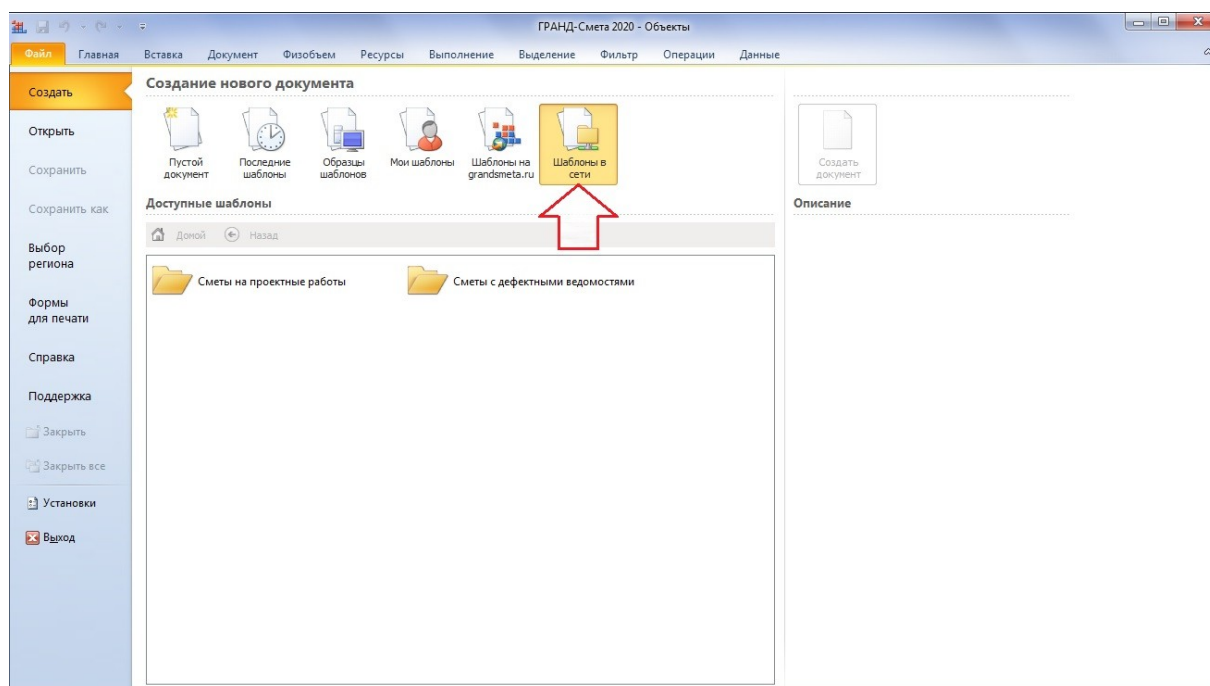 ГРАНД-Смета 2020 - Объекты
Файл Главная Вставка Документ Физобъем Ресурсы Выполнение Выделение Фильтр Операции Данные
Создать
Открыть
Сохранить
Сохранить как
Выбор
региона
Формы
для печати
Справка
Поддержка
Закрыть
Закрыть все
Установки
Выход
Создание нового документа
Пустой
документ
Последние
шаблоны
Образцы
шаблонов
Мои шаблоны
Шаблоны на
grandsmeta.ru
Шаблоны в
сети
Доступные шаблоны
Домой Назад
Сметы на проектные работы
Сметы с дефектными ведомостями
Создать
документ
Описание